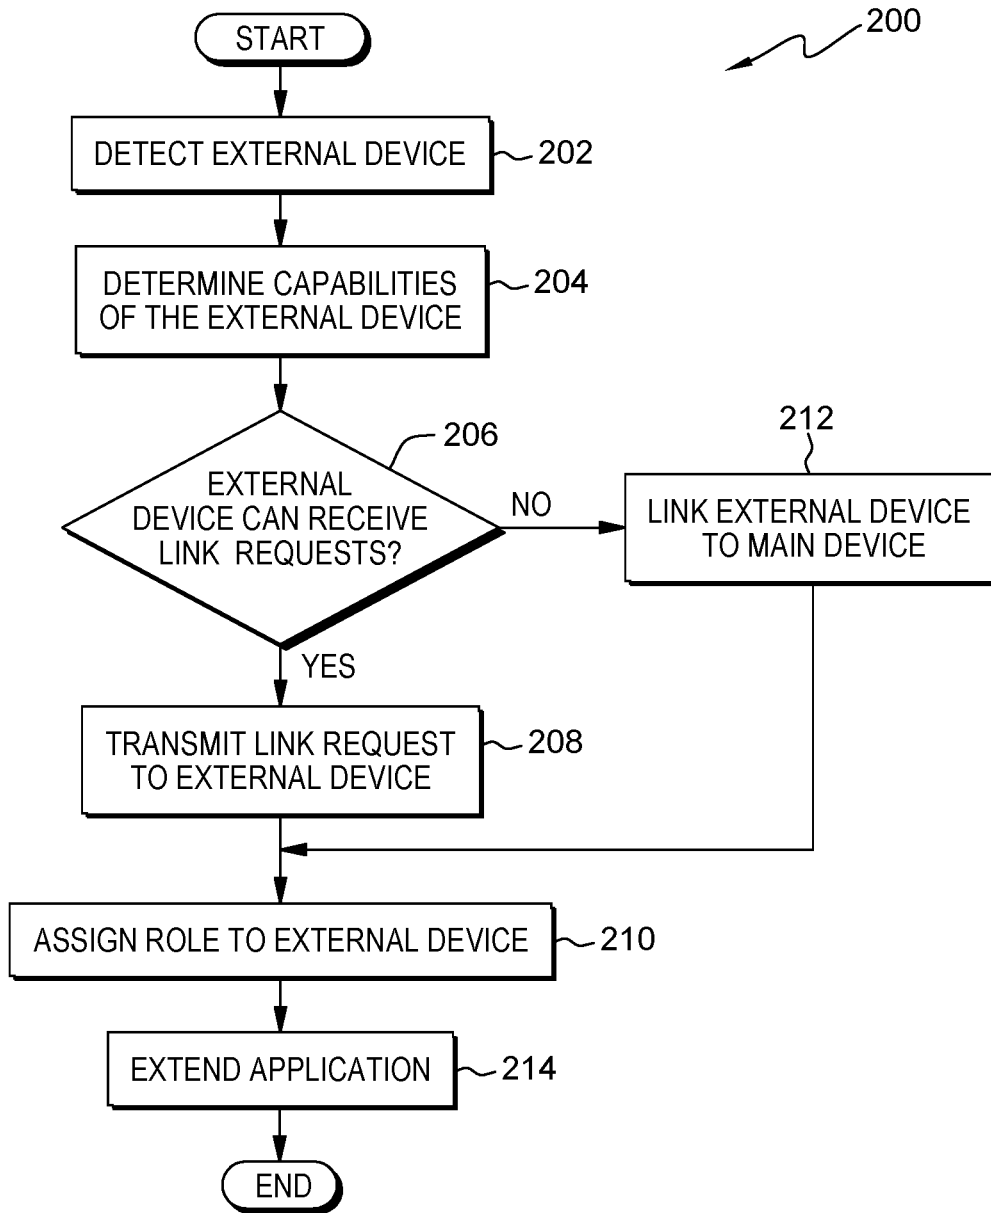 START
200
DETECT EXTERNAL DEVICE
202
DETERMINE CAPABILITIES
OF THE EXTERNAL DEVICE
204
206
EXTERNAL
DEVICE CAN RECEIVE
LINK REQUESTS?
NO
212
LINK EXTERNAL DEVICE
TO MAIN DEVICE
YES
TRANSMIT LINK REQUEST
TO EXTERNAL DEVICE
208
ASSIGN ROLE TO EXTERNAL DEVICE
210
EXTEND APPLICATION
214
END